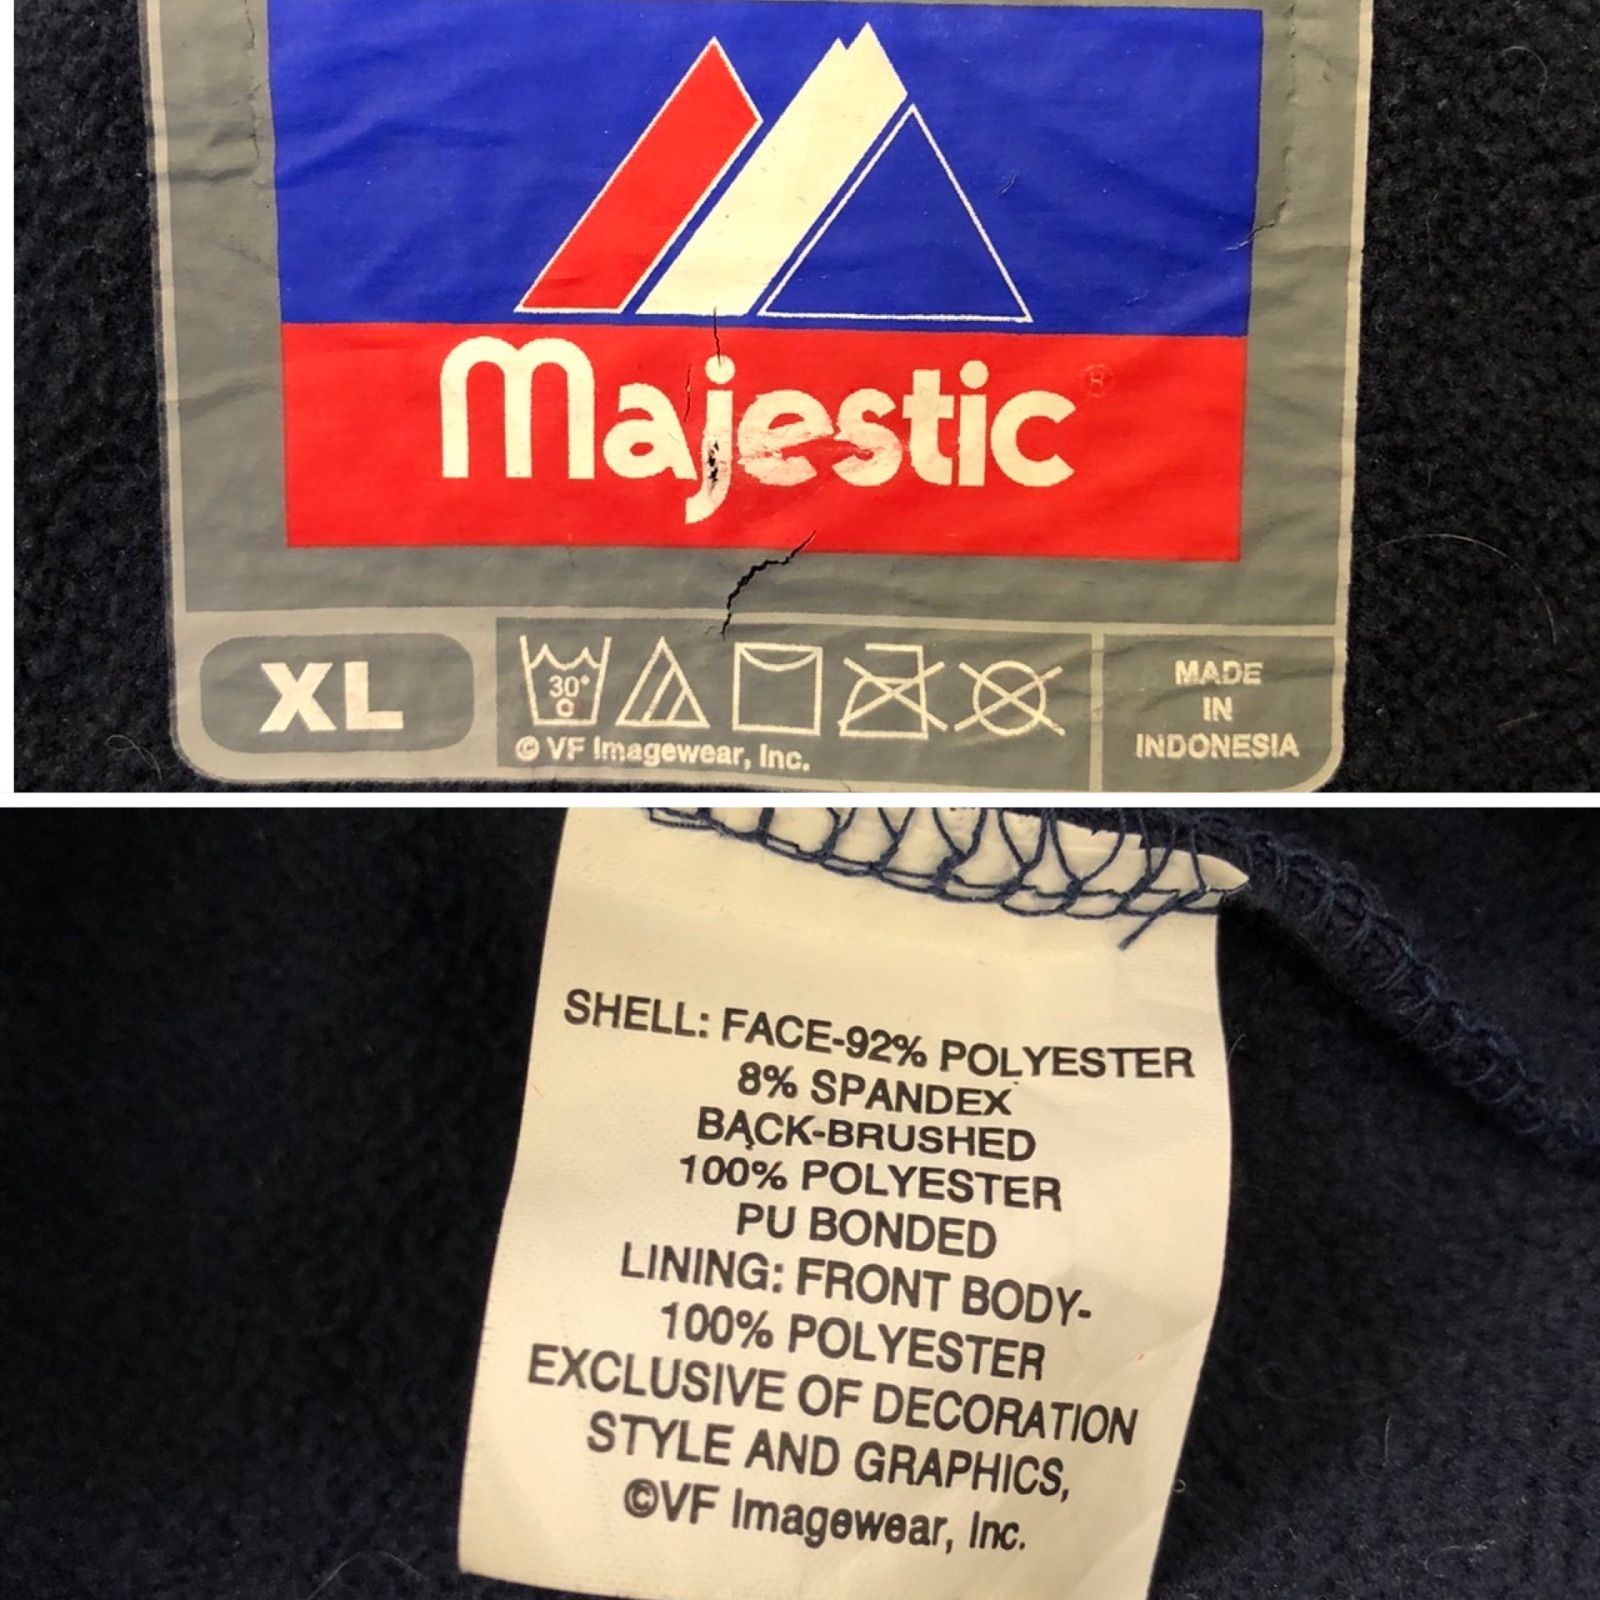 Majestic ®
XL
30°
C
© VF Imagewear, Inc.
MADE
IN
INDONESIA
SHELL: FACE-92% POLYESTER
8% SPANDEX
BACK-BRUSHED
100% POLYESTER
PU BONDED
LINING: FRONT BODY-
100% POLYESTER
EXCLUSIVE OF DECORATION
STYLE AND GRAPHICS,
©VF Imagewear, Inc.